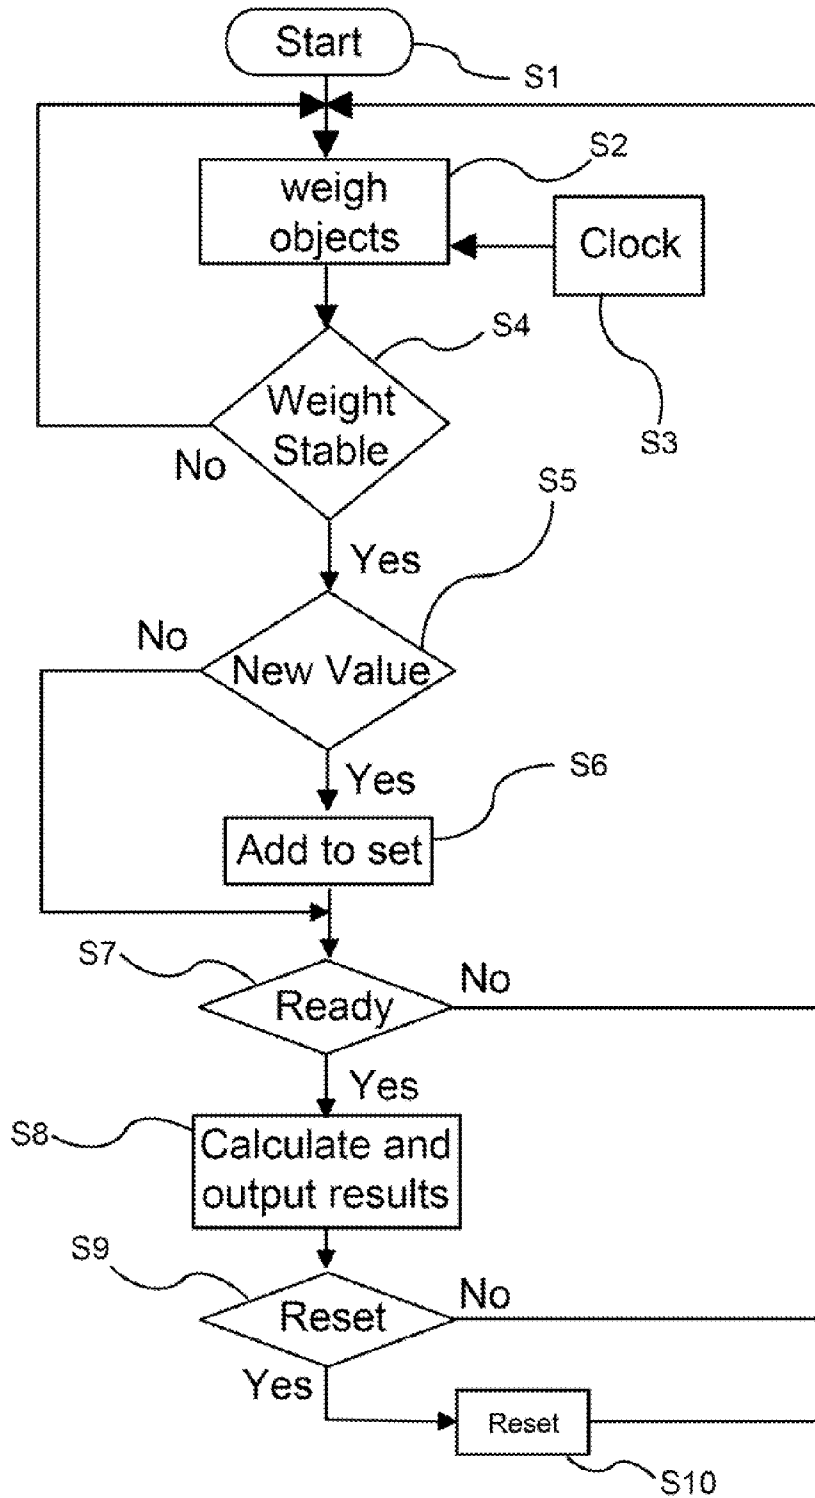 Start
S1
S2
weigh
objects
Clock
S4
Weight
Stable
S3
No
S5
Yes
No
New Value
Yes
S6
Add to set
S7
No
Ready
Yes
S8
Calculate and
output results
S9
No
Reset
Yes
Reset
S10